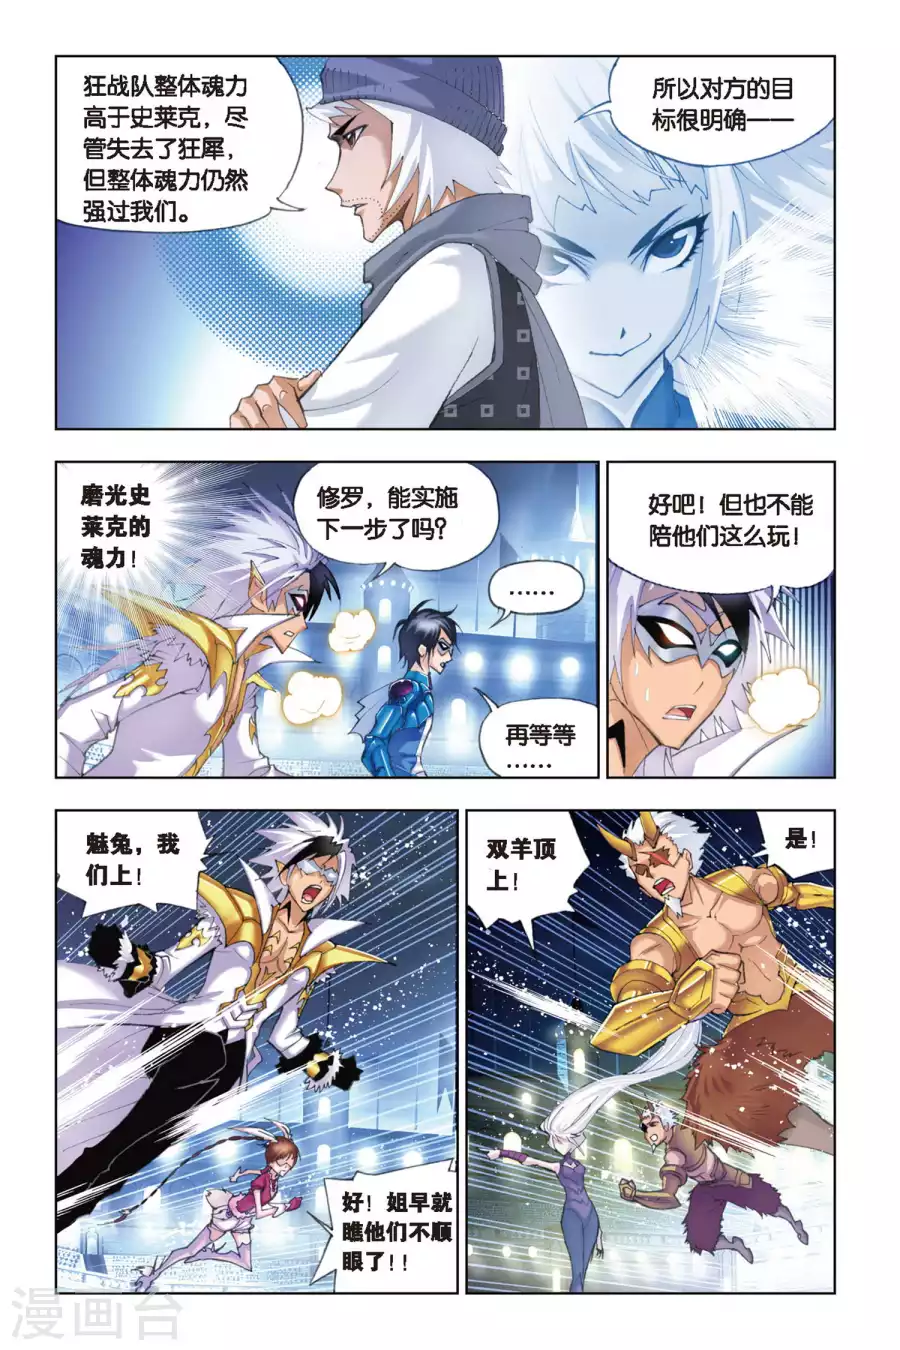 狂战队整体魂力
高于史莱克，尽
管失去了狂犀，
但整体魂力仍然
强过我们。
所以对方的目
标很明确——
磨光史
莱克的
魂力！
修罗，能实施
下一步了吗？
……
再等等
……
好吧！但也不能
陪他们这么玩！
魅兔，我
们上！
好！姐早就
瞧他们不顺
眼了！！
双羊顶
上！
是！
漫画台